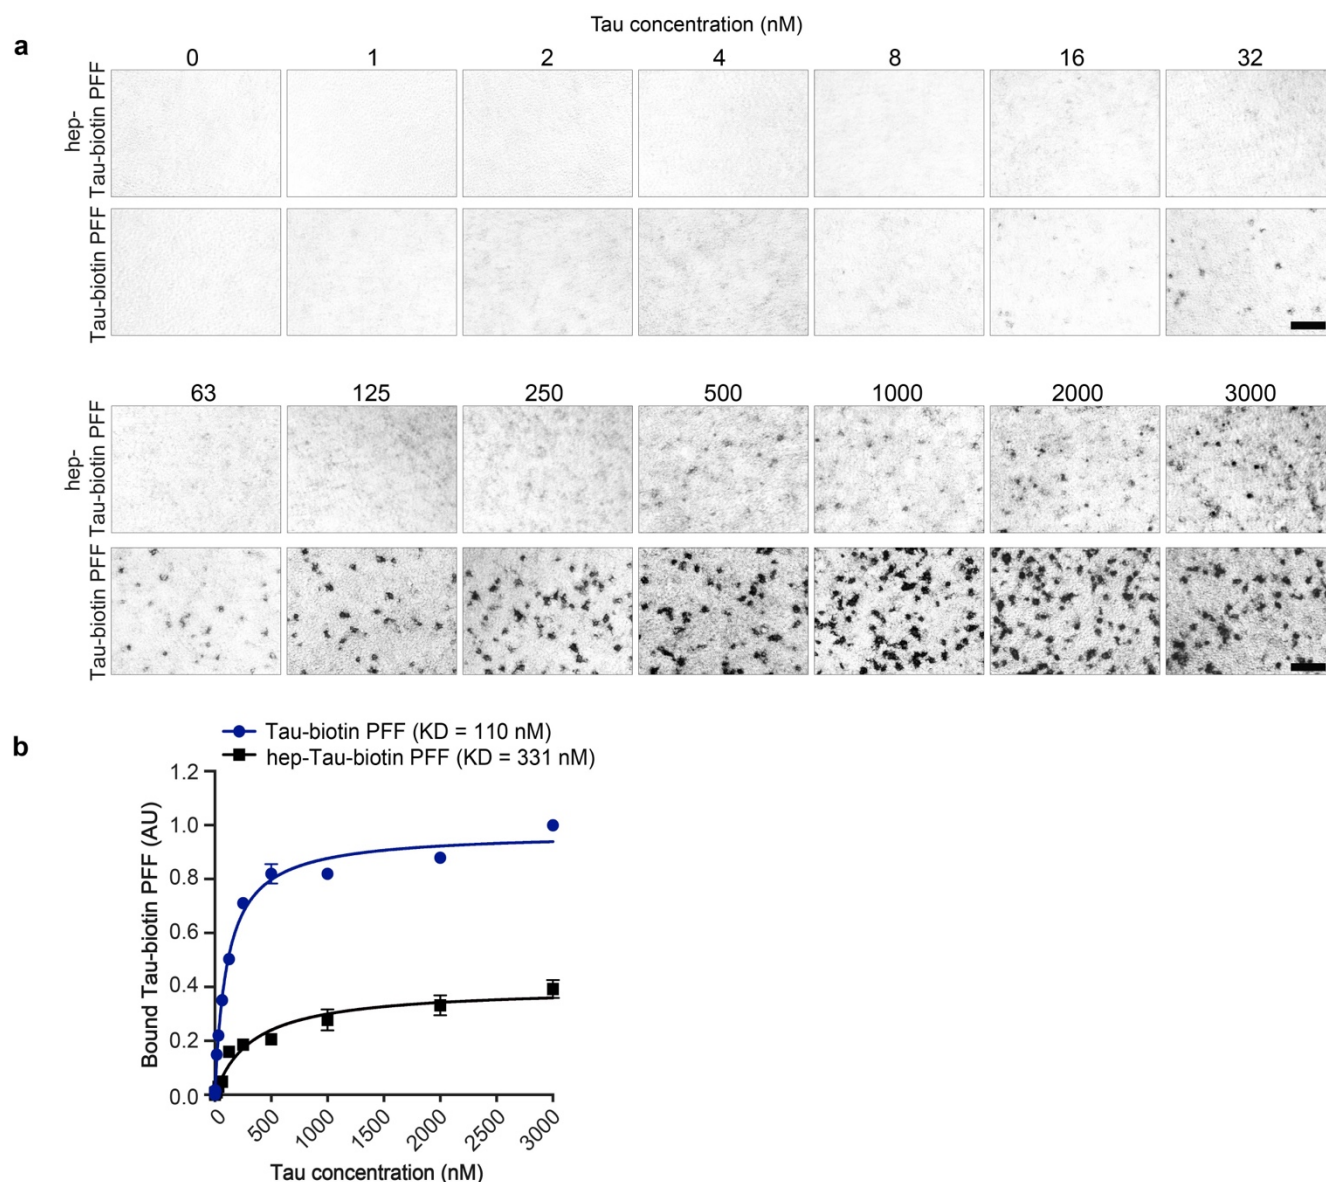 a
Tau concentration (nM)
0 1 2 4 8 16 32
hep-
Tau-biotin PFF
Tau-biotin PFF
63 125 250 500 1000 2000 3000
hep-
Tau-biotin PFF
Tau-biotin PFF
b
Tau-biotin PFF (KD = 110 nM)
hep-Tau-biotin PFF (KD = 331 nM)
Bound Tau-biotin PFF (AU)
1.2
1.0
0.8
0.6
0.4
0.2
0.0
0 500 1000 1500 2000 2500 3000
Tau concentration (nM)